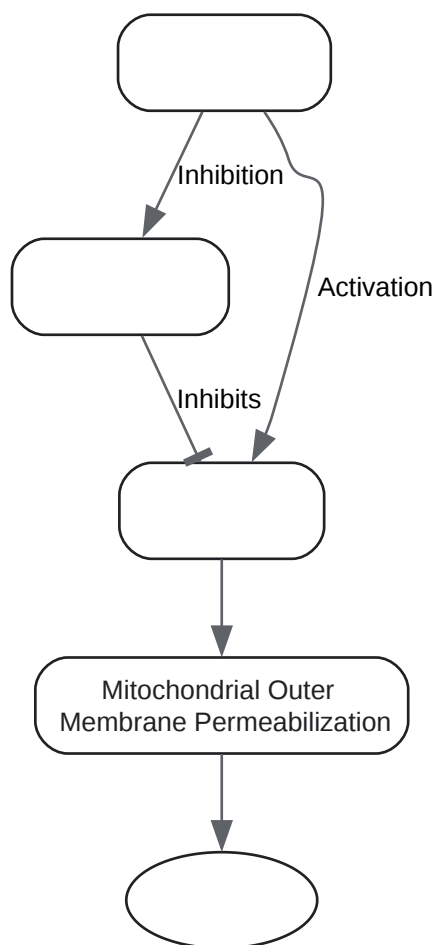 Inhibition
Activation
Inhibits
Mitochondrial Outer
Membrane Permeabilization